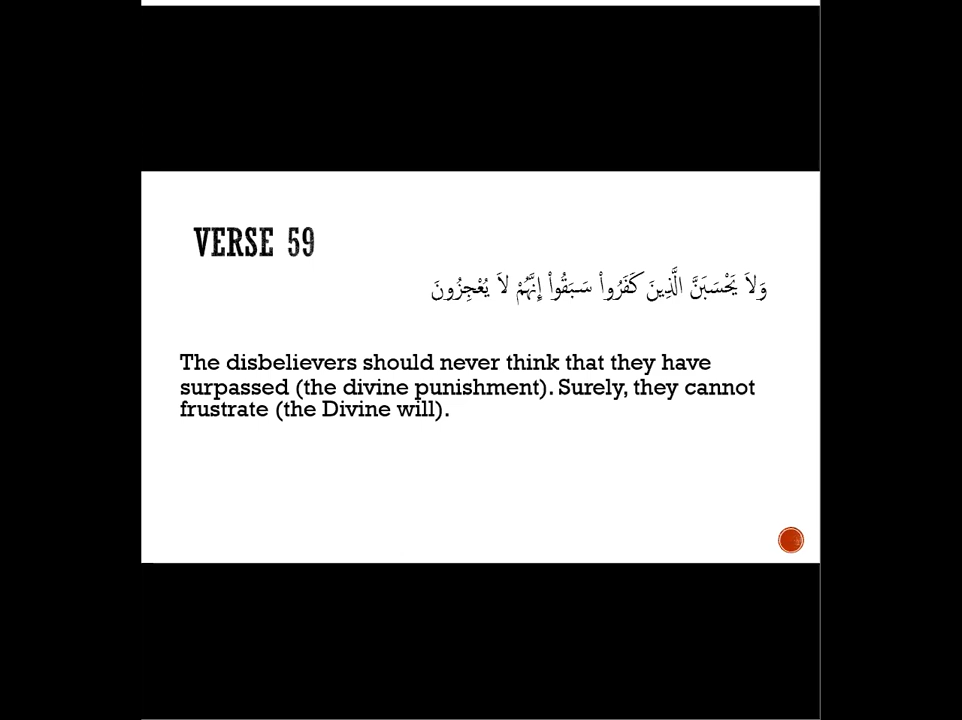 VERSE 59
وَلاَ يَحْسَبَنَّ الَّذِينَ كَفَرُواْ سَبَقُواْ إِنَّهُمْ لاَ يُعْجِزُونَ
The disbelievers should never think that they have
surpassed (the divine punishment). Surely, they cannot
frustrate (the Divine will).